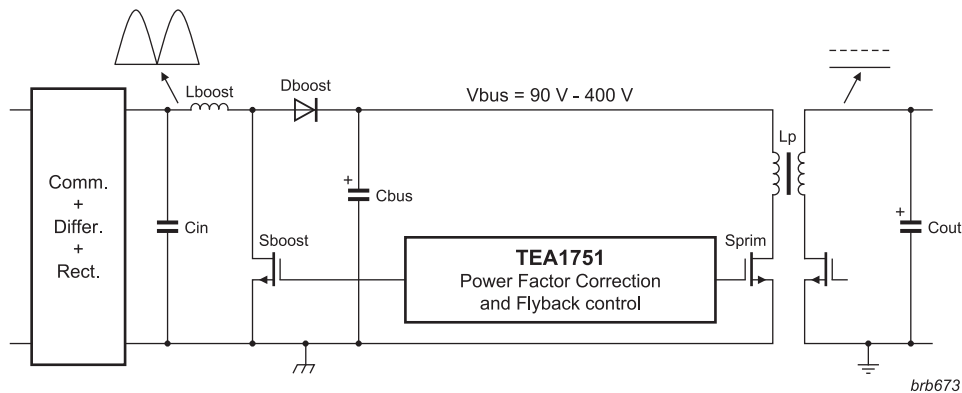 Lboost
Dboost
Vbus = 90 V - 400 V
Lp
Comm.
+
Differ.
+
Rect.
Cin
+
Cbus
Sboost
TEA1751
Power Factor Correction
and Flyback control
Sprim
+
Cout
brb673